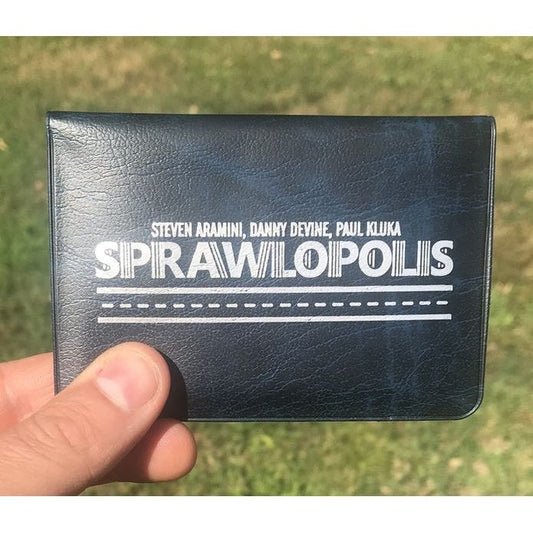 STEVEN ARAMINI, DANNY DEVINE, PAUL KLUKA
SPRAWLOPOLIS